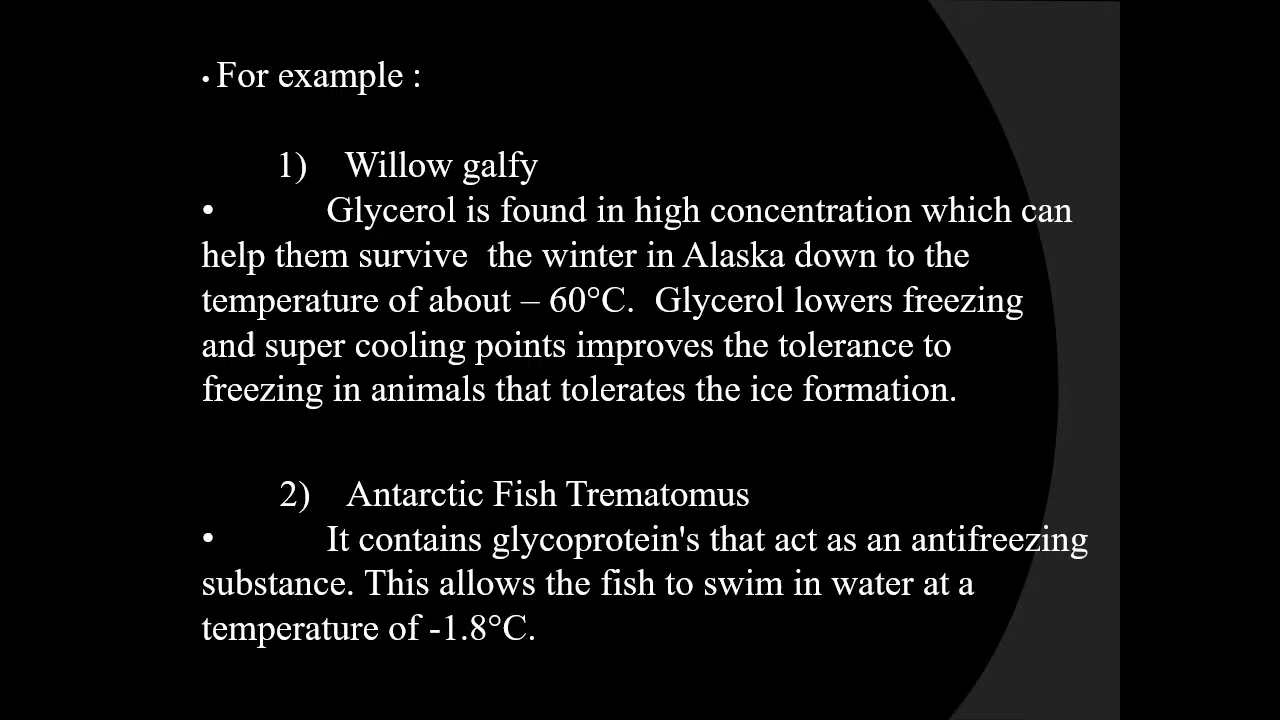 • For example :
1) Willow galfy
• Glycerol is found in high concentration which can
help them survive the winter in Alaska down to the
temperature of about – 60°C. Glycerol lowers freezing
and super cooling points improves the tolerance to
freezing in animals that tolerates the ice formation.
2) Antarctic Fish Trematomus
• It contains glycoprotein's that act as an antifreezing
substance. This allows the fish to swim in water at a
temperature of -1.8°C.